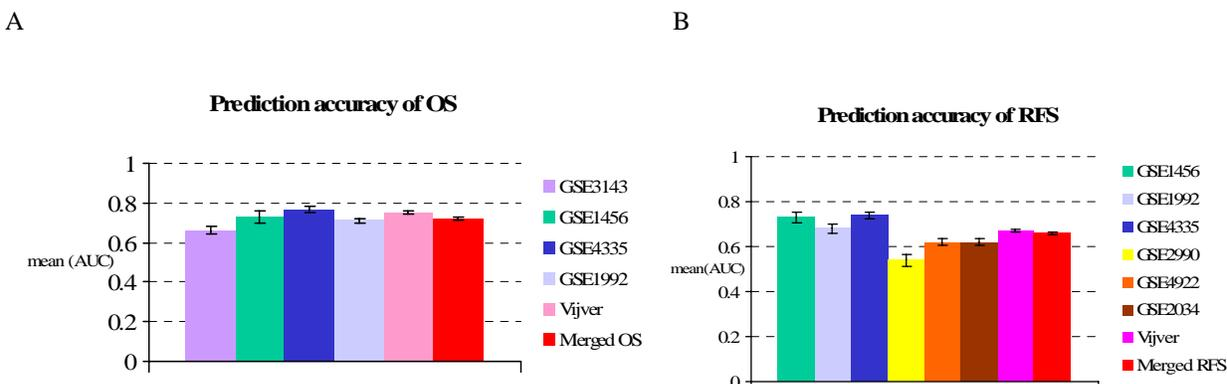 A
Prediction accuracy of OS
1
0.8
0.6
mean (AUC)
0.4
0.2
0
GSE3143
GSE1456
GSE4335
GSE1992
Vijver
Merged OS
B
Prediction accuracy of RFS
1
0.8
0.6
mean(AUC)
0.4
0.2
0
GSE1456
GSE1992
GSE4335
GSE2990
GSE4922
GSE2034
Vijver
Merged RFS